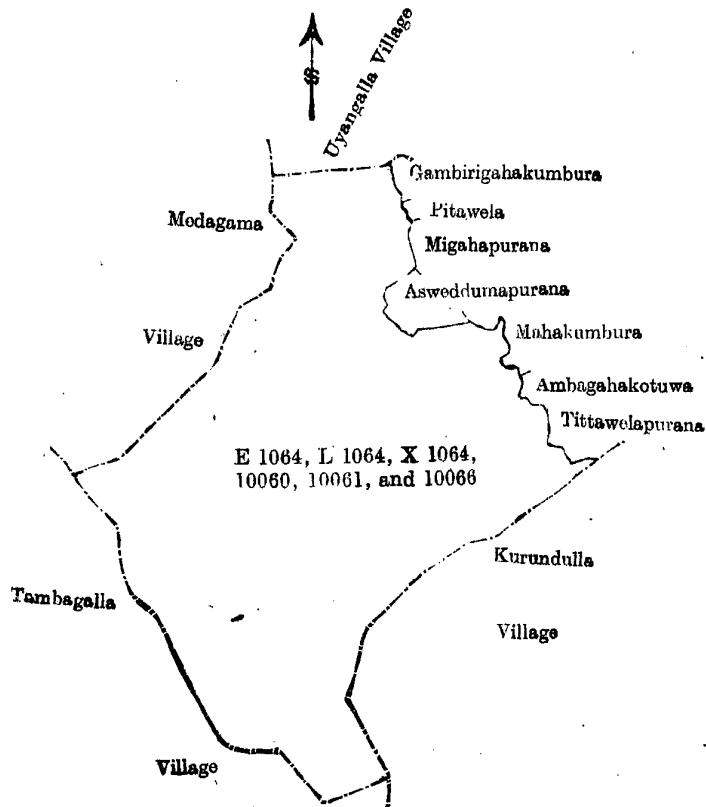 Uyangalla Village
Gambirigahakumbura
Pitawela
Medagama
Migahapurana
Asweddumapurana
Mahakumbura
Village
Ambagahakotuwa
Tittawelapurana
E 1064, L 1064, X 1064,
10060, 10061, and 10066
Kurundulla
Tambagalla
Village
Village